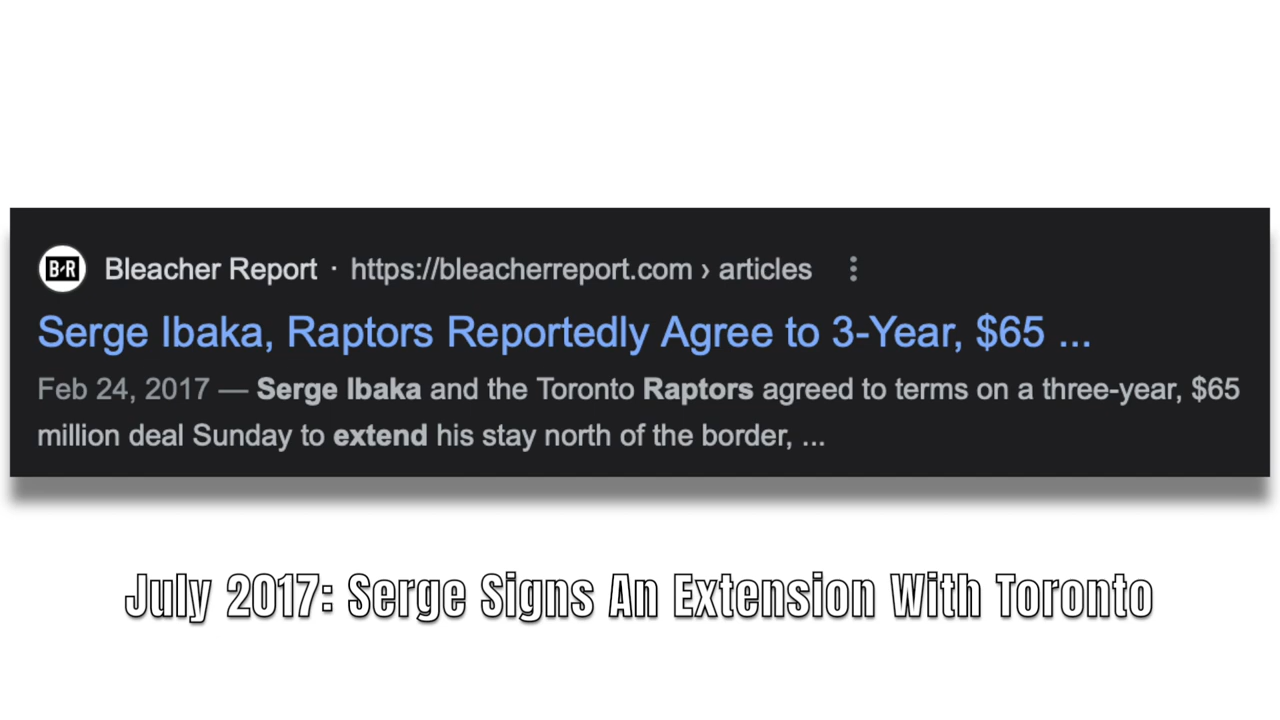 B/R Bleacher Report · https://bleacherreport.com › articles
Serge Ibaka, Raptors Reportedly Agree to 3-Year, $65 ...
Feb 24, 2017 — Serge Ibaka and the Toronto Raptors agreed to terms on a three-year, $65
million deal Sunday to extend his stay north of the border, ...
July 2017: Serge Signs An Extension With Toronto